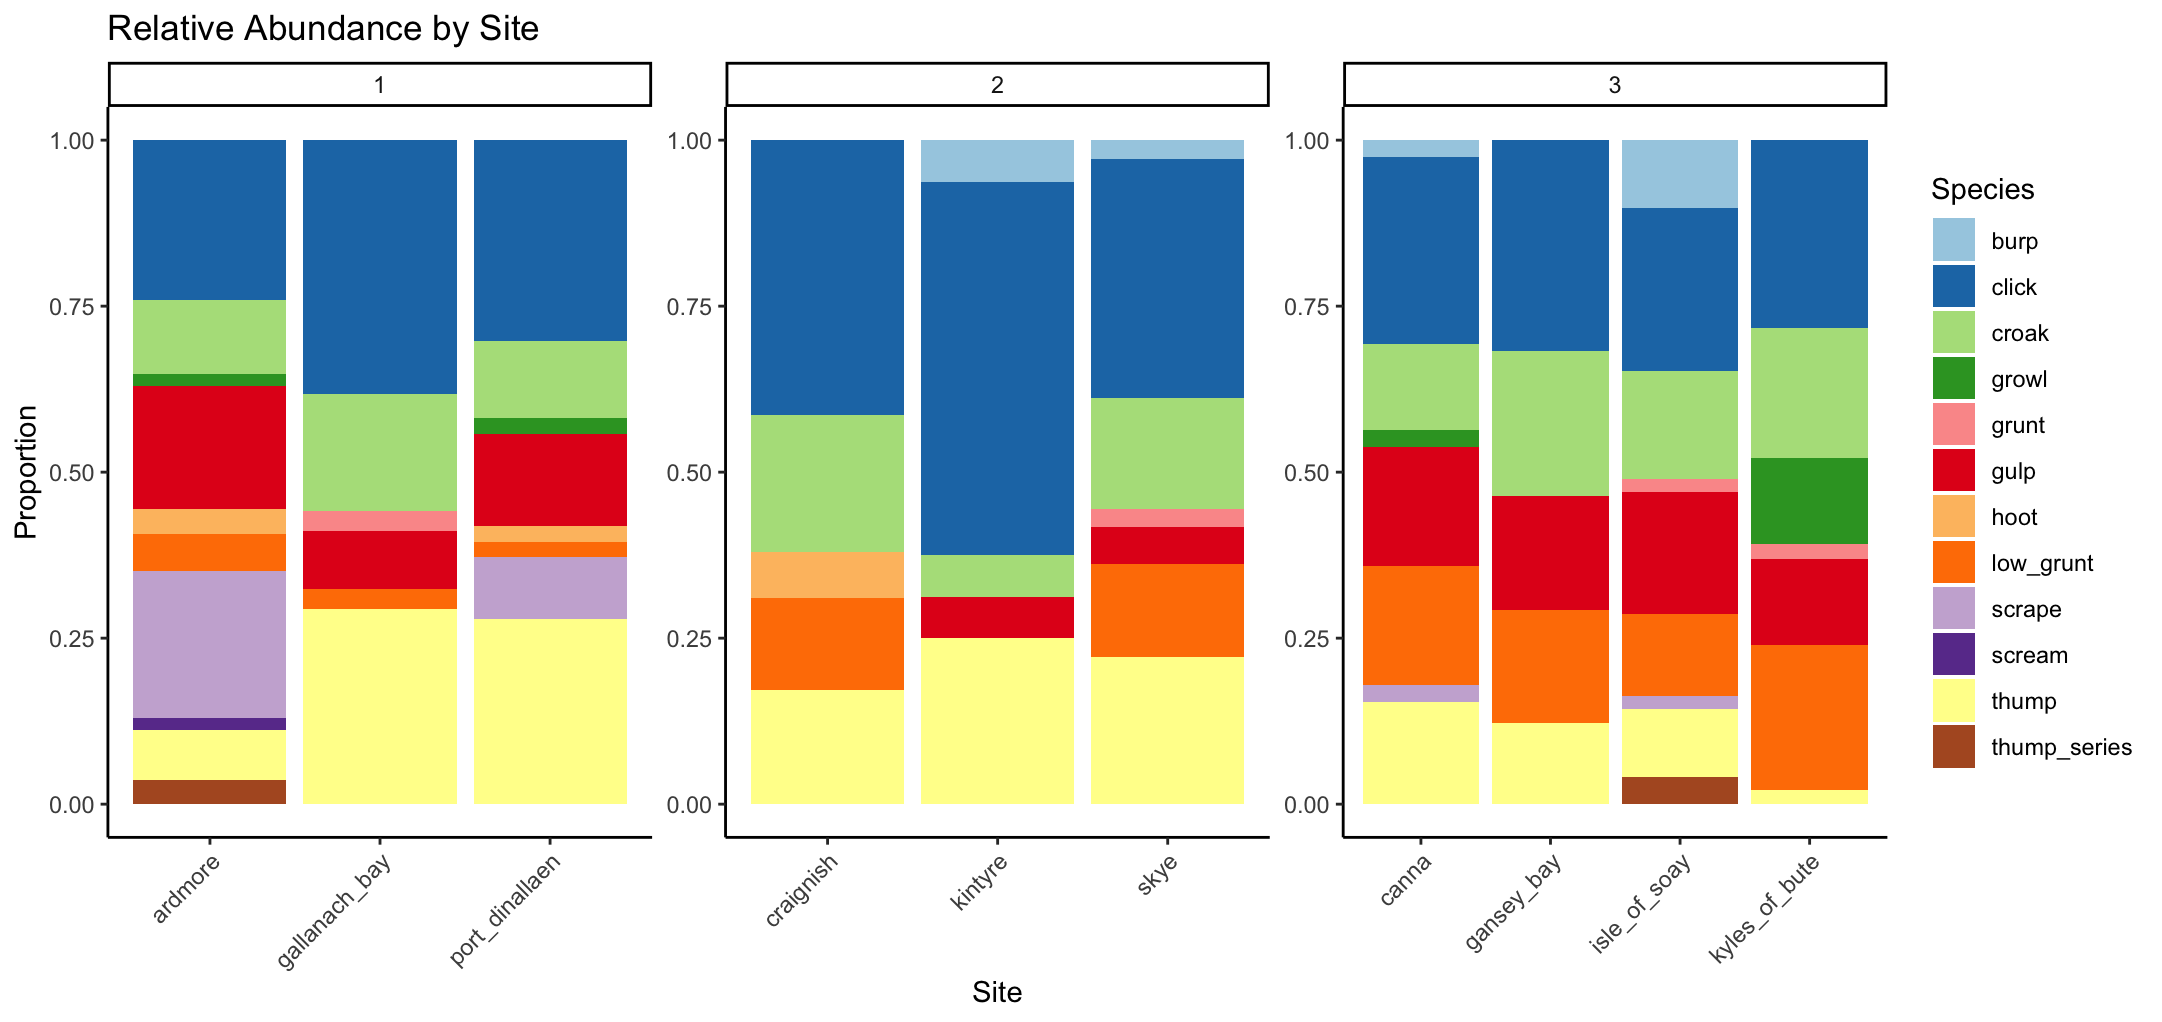 Relative Abundance by Site
1
2
3
1.00
0.75
0.50
0.25
0.00
1.00
0.75
0.50
0.25
0.00
1.00
0.75
0.50
0.25
0.00
Proportion
ardmore
gallanach_bay
port_dinallaen
craignish
kintyre
skye
canna
gansey_bay
isle_of_soay
kyles_of_bute
Site
Species
burp
click
croak
growl
grunt
gulp
hoot
low_grunt
scrape
scream
thump
thump_series